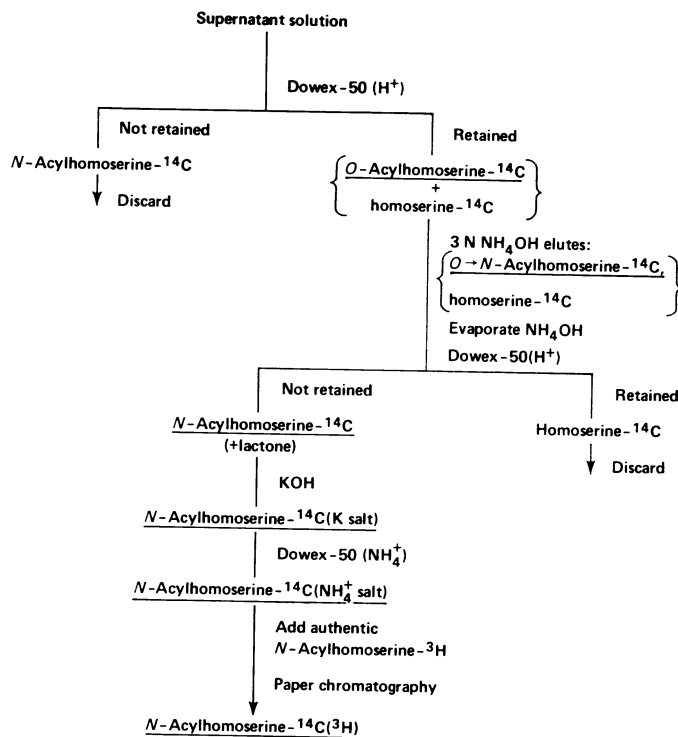 Supernatant solution
Dowex-50 (H⁺)
Not retained
Retained
N-Acylhomoserine-¹⁴C
Discard
O-Acylhomoserine-¹⁴C
+
homoserine-¹⁴C
3 N NH₄OH elutes:
O → N-Acylhomoserine-¹⁴C,
homoserine-¹⁴C
Evaporate NH₄OH
Dowex-50(H⁺)
Not retained
Retained
N-Acylhomoserine-¹⁴C
(+lactone)
Homoserine-¹⁴C
Discard
KOH
N-Acylhomoserine-¹⁴C(K salt)
Dowex-50 (NH₄⁺)
N-Acylhomoserine-¹⁴C(NH₄⁺ salt)
Add authentic
N-Acylhomoserine-³H
Paper chromatography
N-Acylhomoserine-¹⁴C(³H)